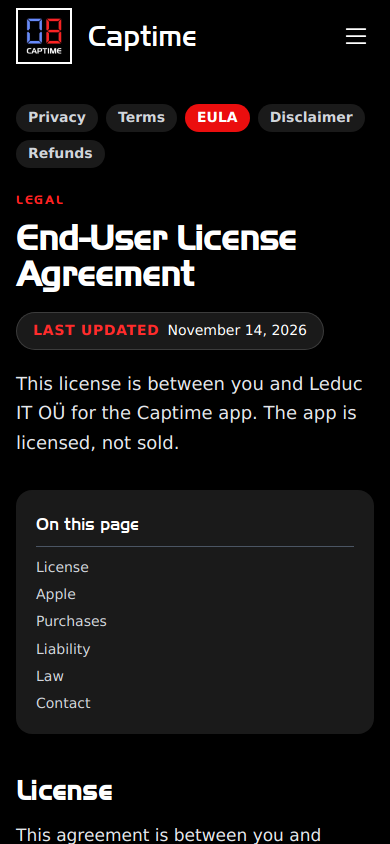 08
CAPTIME
Captime
Privacy
Terms
EULA
Disclaimer
Refunds
LEGAL
End-User License
Agreement
LAST UPDATED November 14, 2026
This license is between you and Leduc
IT OÜ for the Captime app. The app is
licensed, not sold.
On this page
License
Apple
Purchases
Liability
Law
Contact
License
This agreement is between you and